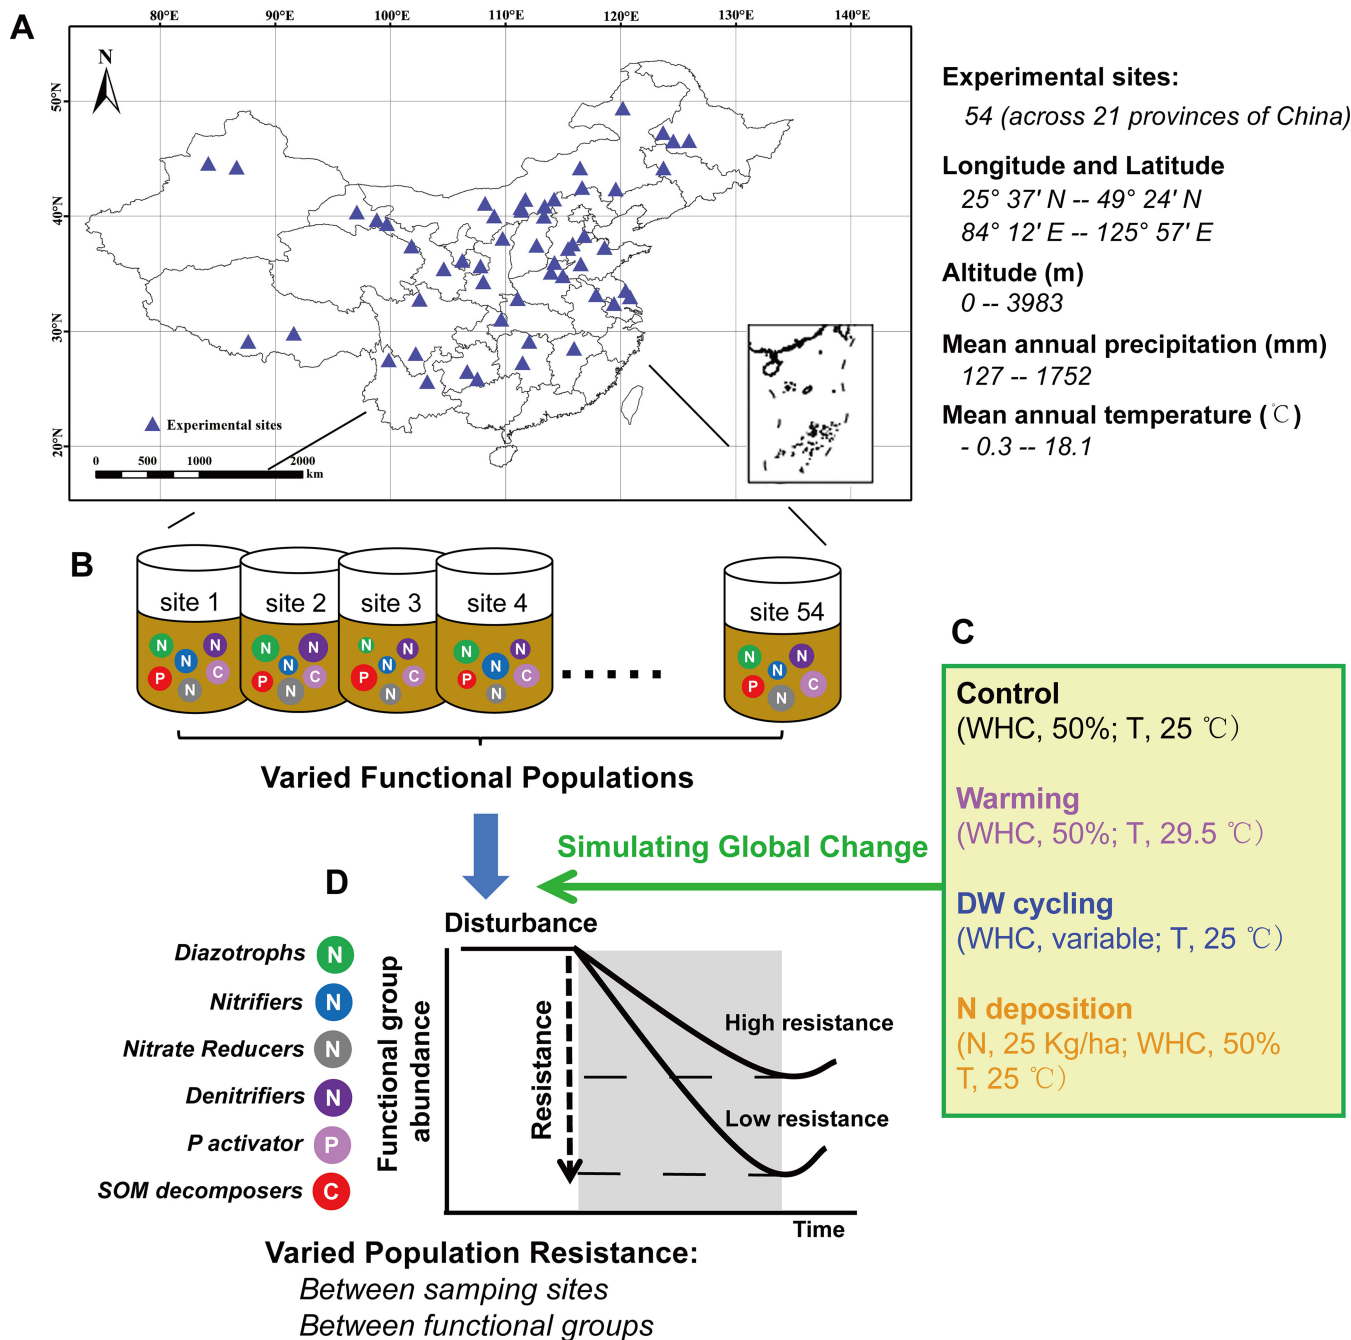 A
80°E 90°E 100°E 110°E 120°E 130°E 140°E
N
50°N
40°N
30°N
20°N
Experimental sites
0 500 1000 2000
km
Experimental sites:
54 (across 21 provinces of China)
Longitude and Latitude
25° 37′ N -- 49° 24′ N
84° 12′ E -- 125° 57′ E
Altitude (m)
0 -- 3983
Mean annual precipitation (mm)
127 -- 1752
Mean annual temperature (℃)
- 0.3 -- 18.1
B
site 1 site 2 site 3 site 4 site 54
N N N P C N
N N N P C N
N N N P C N
N N N P C N
N N N P C N
Varied Functional Populations
C
Control
(WHC, 50%; T, 25 ℃)
Warming
(WHC, 50%; T, 29.5 ℃)
DW cycling
(WHC, variable; T, 25 ℃)
N deposition
(N, 25 Kg/ha; WHC, 50%
T, 25 ℃)
Simulating Global Change
D
Diazotrophs N
Nitrifiers N
Nitrate Reducers N
Denitrifiers N
P activator P
SOM decomposers C
Disturbance
Functional group
abundance
Resistance
High resistance
Low resistance
Time
Varied Population Resistance:
Between samping sites
Between functional groups